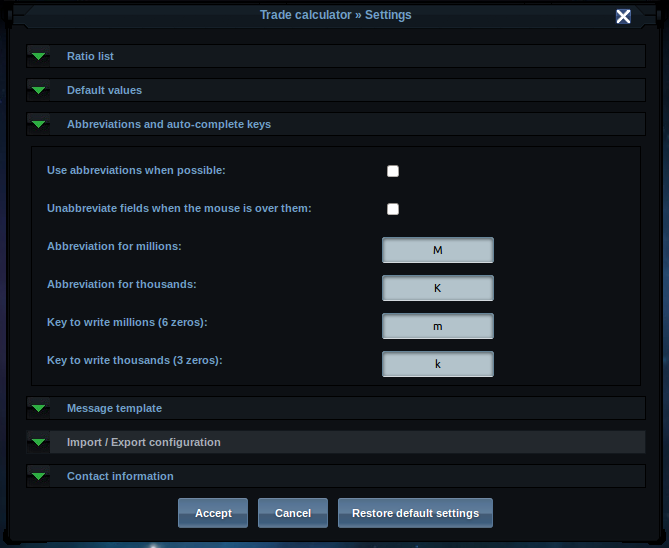 Trade calculator » Settings
Ratio list
Default values
Abbreviations and auto-complete keys
Use abbreviations when possible:
Unabbreviate fields when the mouse is over them:
Abbreviation for millions: M
Abbreviation for thousands: K
Key to write millions (6 zeros): m
Key to write thousands (3 zeros): k
Message template
Import / Export configuration
Contact information
Accept Cancel Restore default settings